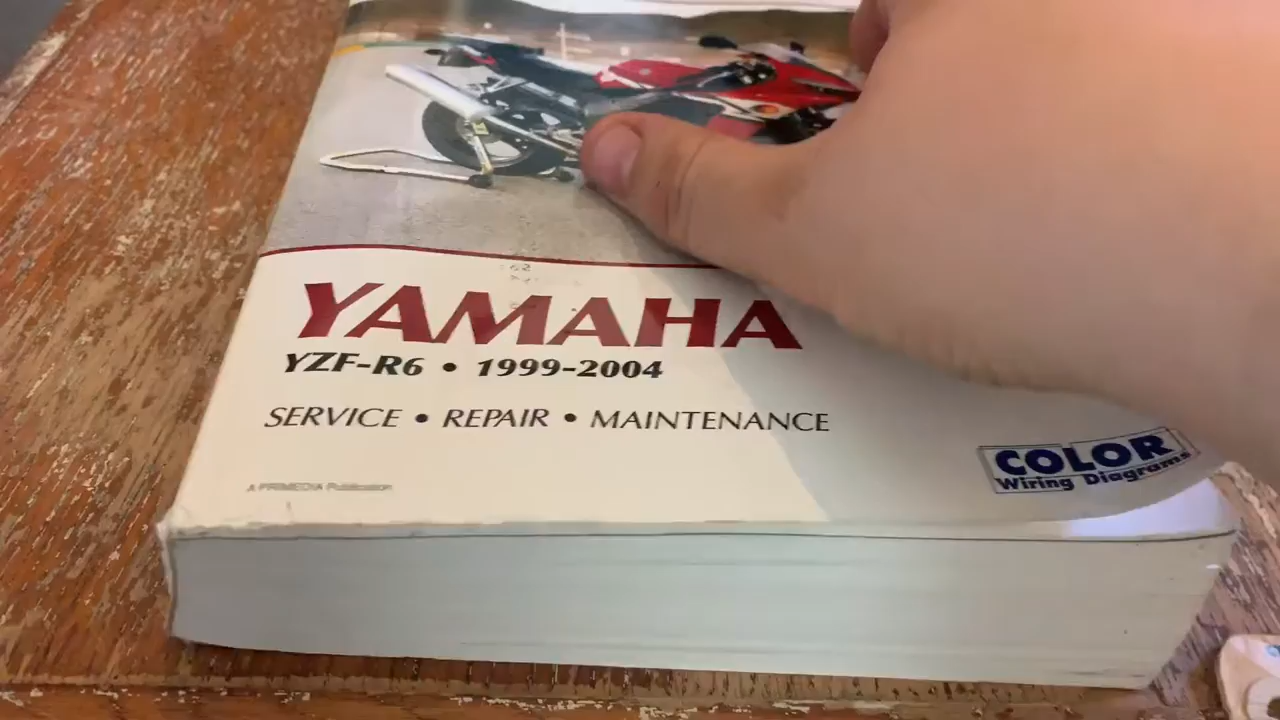 YAMAHA
YZF-R6 • 1999-2004
SERVICE • REPAIR • MAINTENANCE
COLOR
Wiring Diagrams
A PRIMEDIA Publication